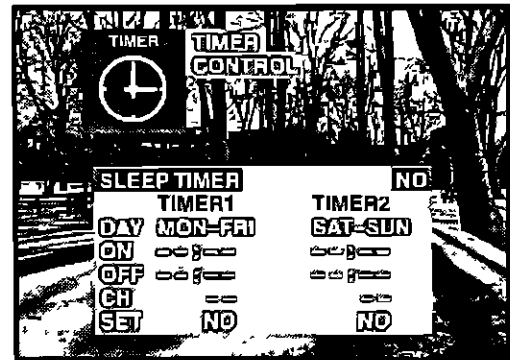 TIMER
TIMER
CONTROL
SLEEP TIMER NO
TIMER1 TIMER2
DAY MON-FRI SAT-SUN
ON --:-- --:--
OFF --:-- --:--
CH -- --
SET NO NO